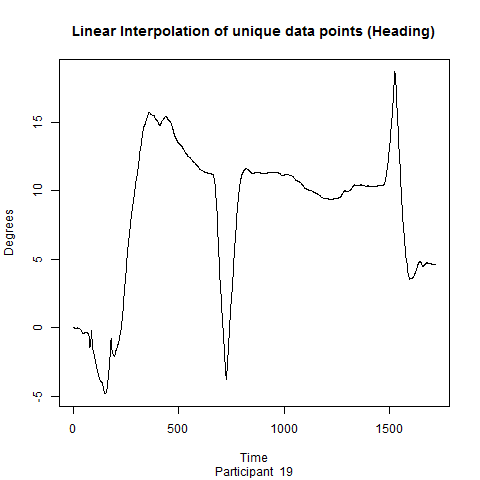 Linear Interpolation of unique data points (Heading)
Degrees
15
10
5
0
-5
0 500 1000 1500
Time
Participant 19